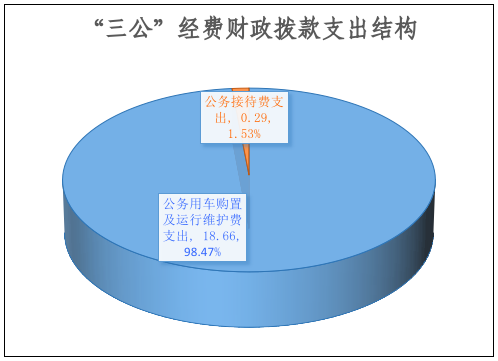 “三公”经费财政拨款支出结构
公务接待费支
出, 0.29,
1.53%
公务用车购置
及运行维护费
支出, 18.66,
98.47%